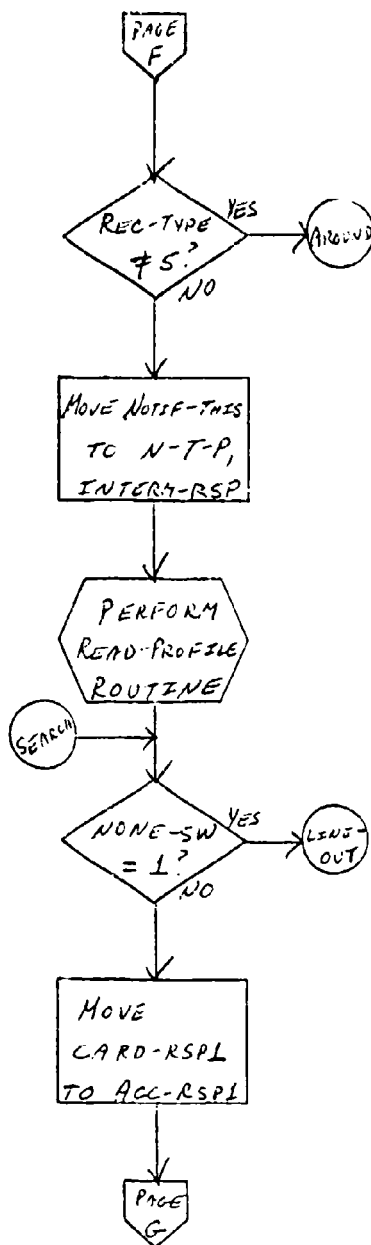 PAGE
F
REC-TYPE
≠ 5?
YES
AROUND
NO
MOVE NOTIF-THIS
TO N-T-P,
INTERM-RSP
PERFORM
READ-PROFILE
ROUTINE
SEARCH
NONE-SW
= 1?
YES
LINE-
OUT
NO
MOVE
CARD-RSP1
TO ACC-RSP1
PAGE
G